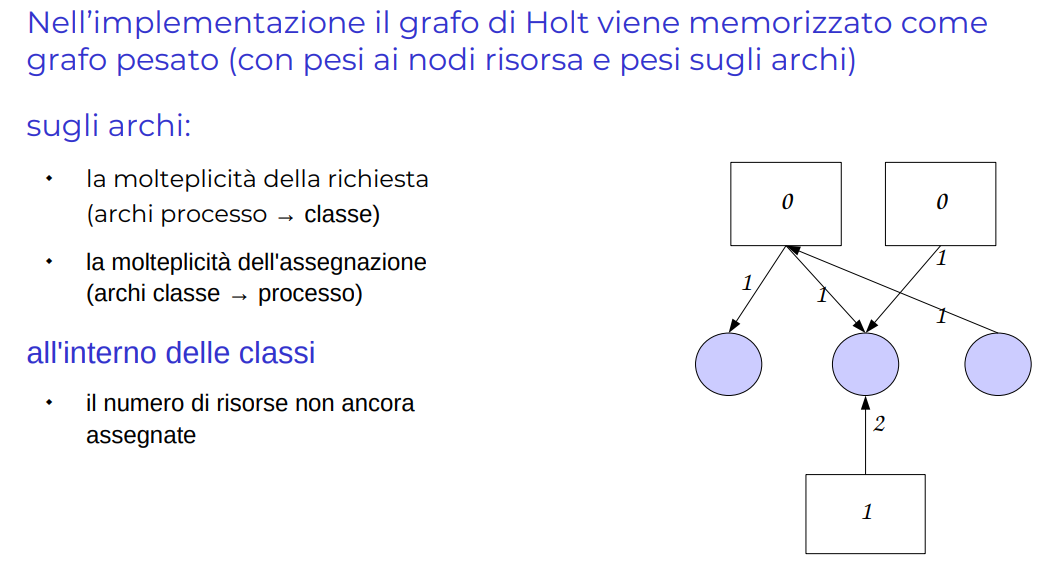 Nell’implementazione il grafo di Holt viene memorizzato come
grafo pesato (con pesi ai nodi risorsa e pesi sugli archi)
sugli archi:
la molteplicità della richiesta
(archi processo → classe)
la molteplicità dell'assegnazione
(archi classe → processo)
all'interno delle classi
il numero di risorse non ancora
assegnate
0
0
1
1
1
1
2
1